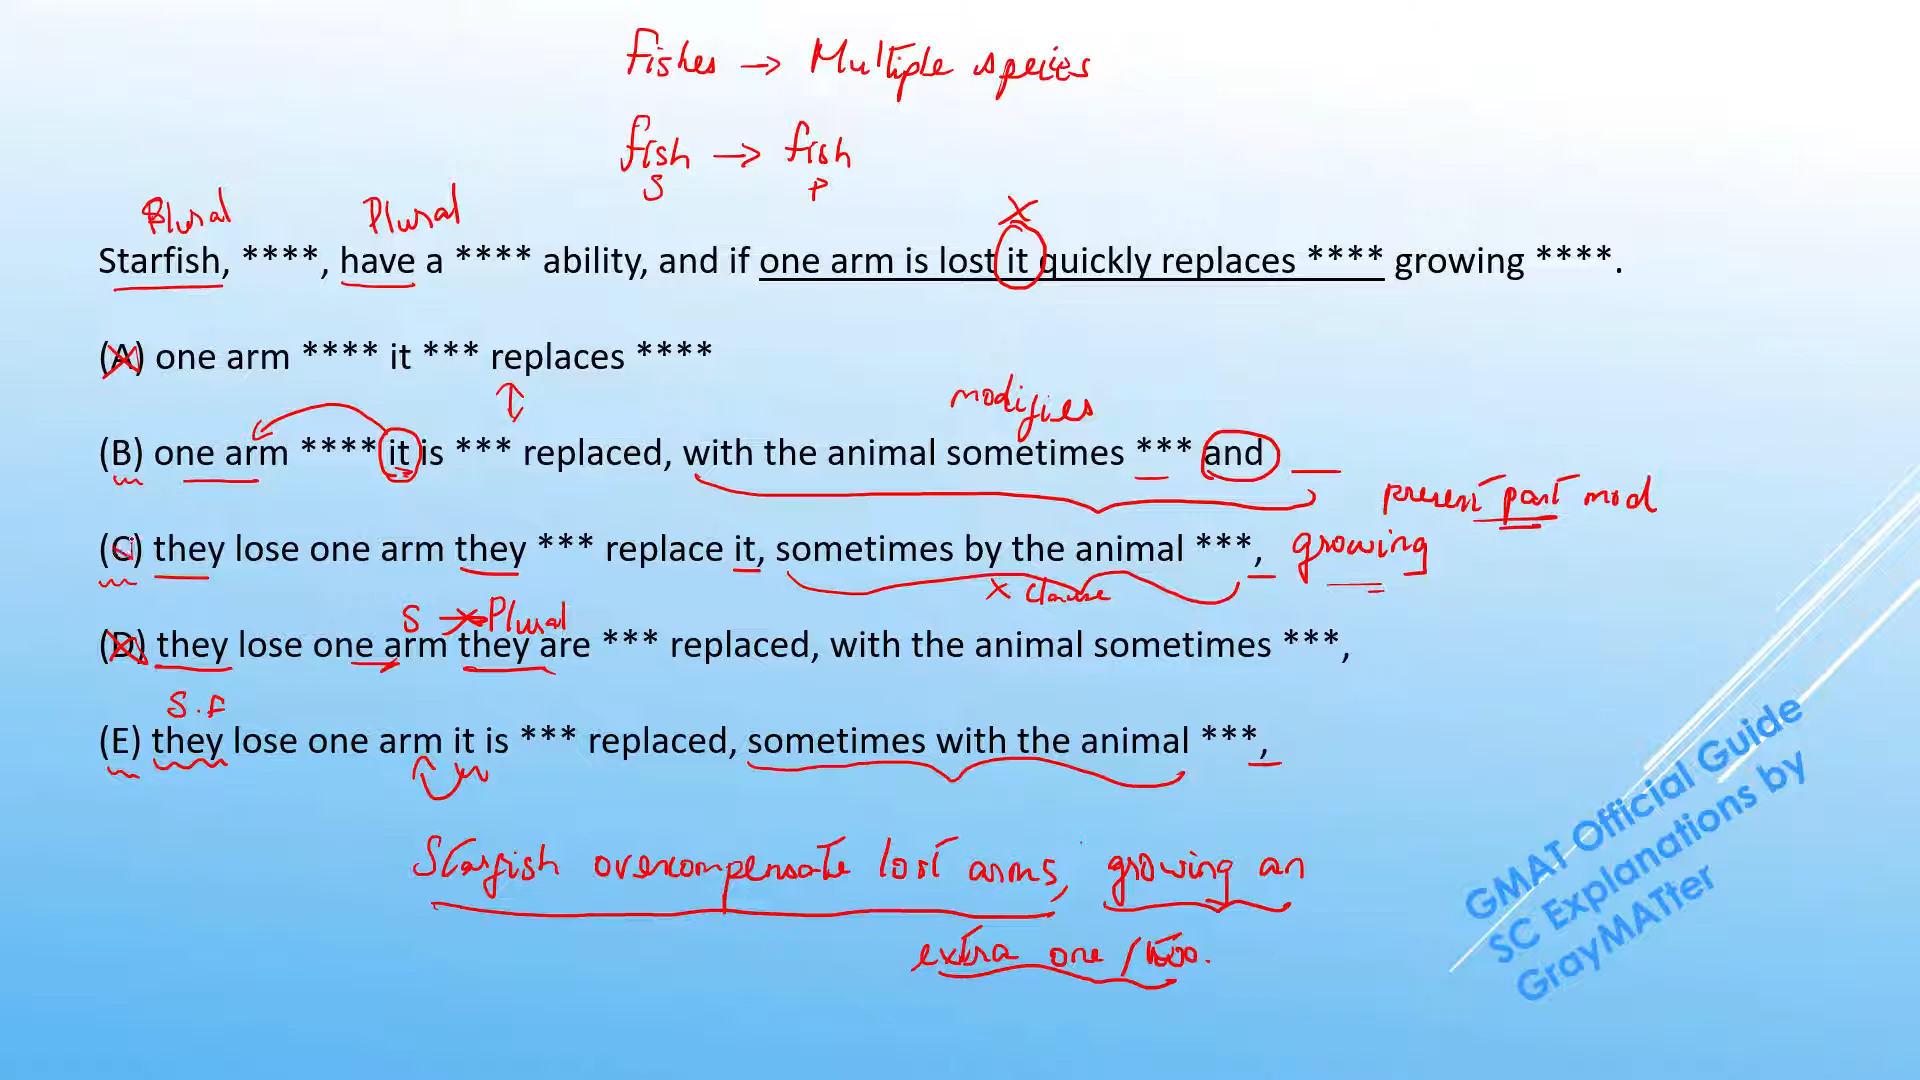 Fishes → Multiple species
fish → fish
S P
Plural Plural X
Starfish, ****, have a **** ability, and if one arm is lost it quickly replaces **** growing ****.
(A) one arm **** it *** replaces ****
modifies
(B) one arm **** it is *** replaced, with the animal sometimes *** and
present part mod
(C) they lose one arm they *** replace it, sometimes by the animal ***, growing
X clause
S → Plural
(D) they lose one arm they are *** replaced, with the animal sometimes ***,
S.F
(E) they lose one arm it is *** replaced, sometimes with the animal ***,
Starfish overcompensate lost arms, growing an
extra one / two.
GMAT Official Guide
SC Explanations by
GrayMATter